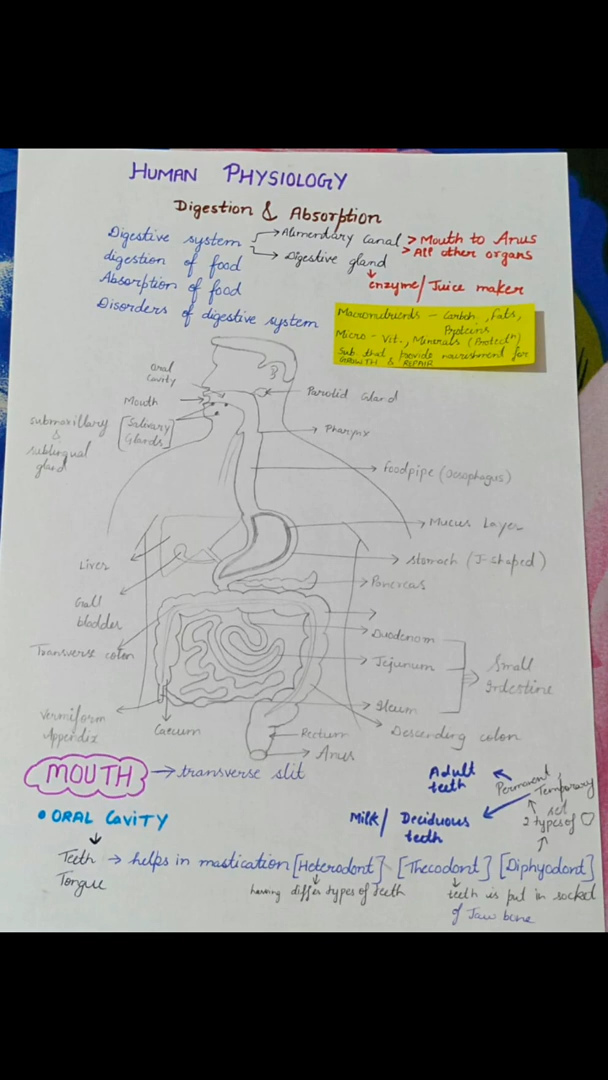 HUMAN PHYSIOLOGY
Digestion & Absorption
Digestive system → Alimentary canal > Mouth to Anus
→ Digestive gland > All other organs
digestion of food
Enzyme/ Juice maker
Absorption of food
Disorders of digestive system
Macronutrients - Carboh., Fats, Proteins
Micro - Vit., Minerals (Protectⁿ)
Sub. that provide nourishment for
GROWTH & REPAIR
Oral cavity
Mouth
submaxillary & sublingual gland
[Salivary Glands]
Parotid Gland
Pharynx
Foodpipe (Oesophagus)
Mucus Layer
Stomach (J-shaped)
Pancreas
Liver
Gall bladder
Transverse colon
Duodenom
Jejunum
Ileum
Small Intestine
Vermiform Appendix
Caecum
Rectum
Anus
Descending colon
MOUTH → transverse slit
Adult teeth
Permanent
Temporary
set
2 types of
Milk/ Deciduous teeth
• ORAL CAVITY
Teeth → helps in mastication [Heterodont] [Thecodont] [Diphyodont]
Tongue
having differ types of Teeth
teeth is put in socked
of Jaw bone